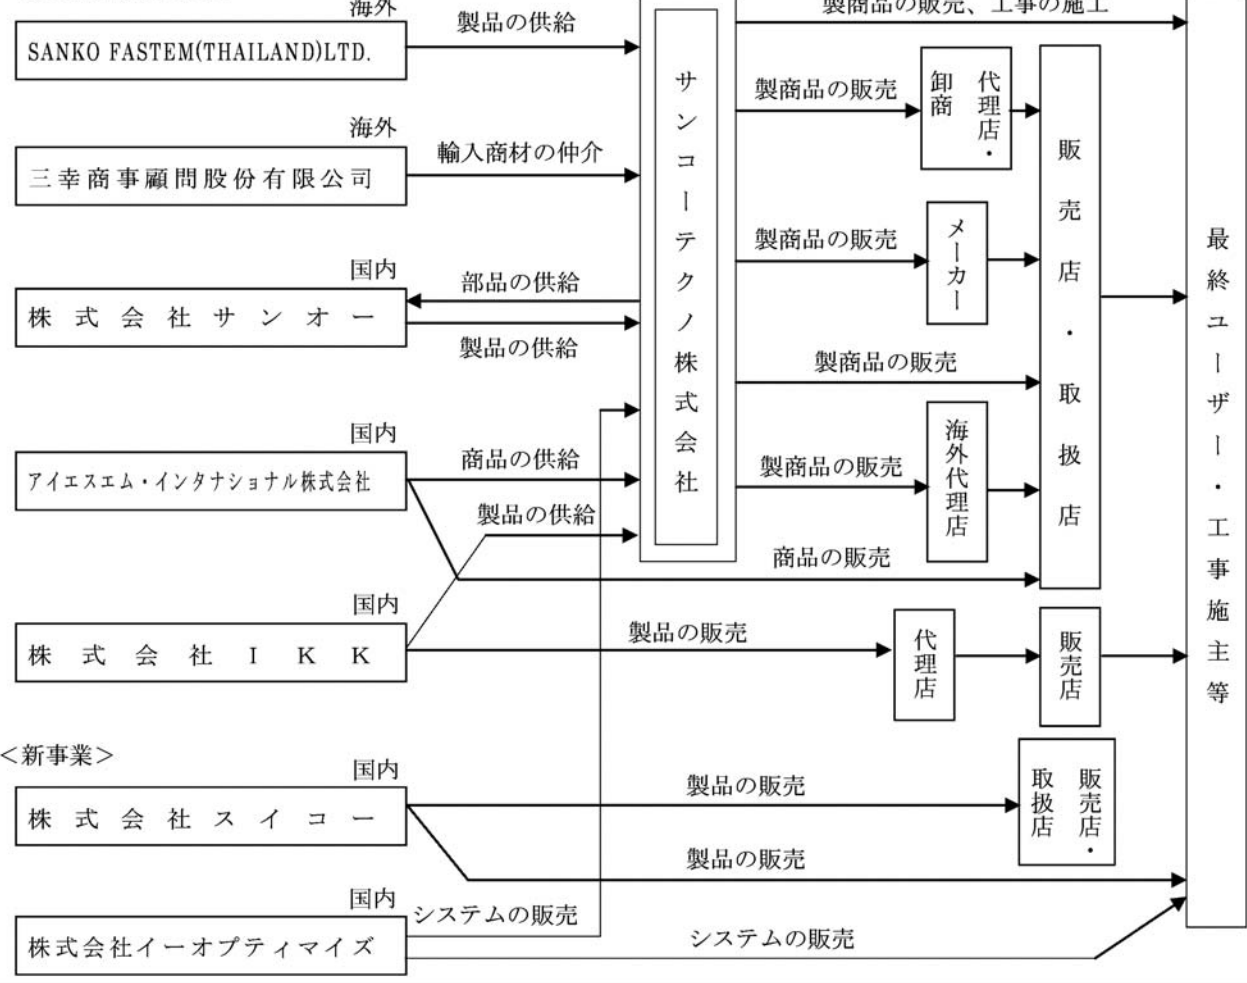 海外
SANKO FASTEM(THAILAND)LTD.
製品の供給
海外
三幸商事顧問股份有限公司
輸入商材の仲介
国内
株式会社サンオー
部品の供給
製品の供給
国内
アイエスエム・インタナショナル株式会社
商品の供給
製品の供給
国内
株式会社IKK
サンコーテクノ株式会社
製商品の販売、工事の施工
製商品の販売
代理店・
卸商
製商品の販売
メーカー
製商品の販売
製商品の販売
海外代理店
商品の販売
販売店・取扱店
製品の販売
代理店
販売店
最終ユーザー・工事施主等
<新事業>
国内
株式会社スイコー
製品の販売
販売店・
取扱店
製品の販売
国内
株式会社イーオプティマイズ
システムの販売
システムの販売